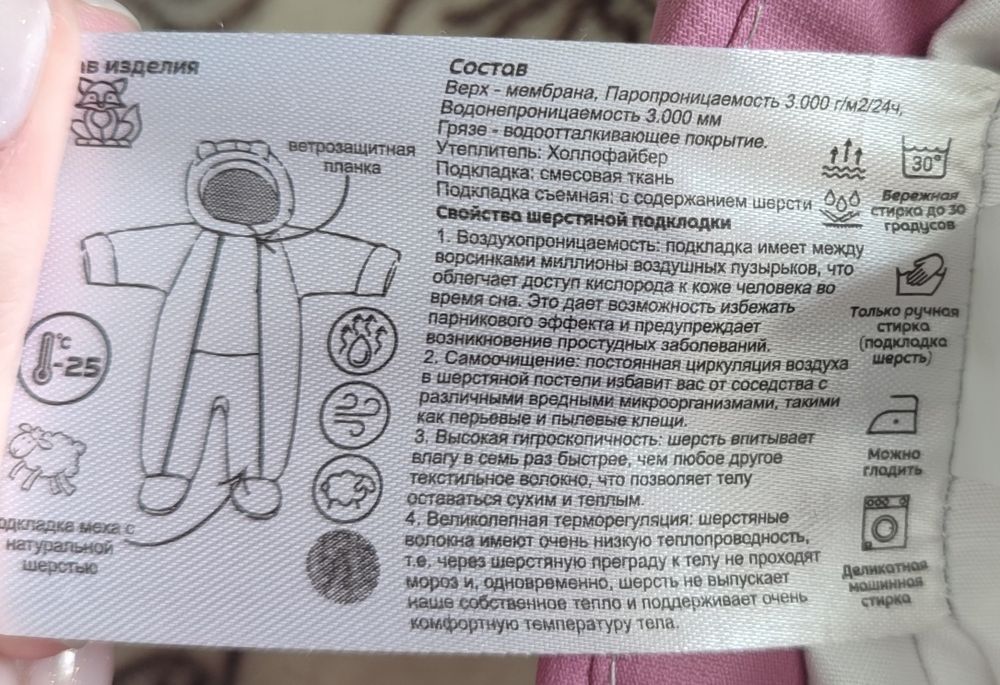 ав изделия
ветрозащитная
планка
°C
-25
подкладка меха с
натуральной
шерстью
Состав
Верх - мембрана, Паропроницаемость 3.000 г/м2/24ч,
Водонепроницаемость 3.000 мм
Грязе - водоотталкивающее покрытие.
Утеплитель: Холлофайбер
Подкладка: смесовая ткань
Подкладка съемная: с содержанием шерсти
Свойства шерстяной подкладки
1. Воздухопроницаемость: подкладка имеет между
ворсинками миллионы воздушных пузырьков, что
облегчает доступ кислорода к коже человека во
время сна. Это дает возможность избежать
парникового эффекта и предупреждает
возникновение простудных заболеваний.
2. Самоочищение: постоянная циркуляция воздуха
в шерстяной постели избавит вас от соседства с
различными вредными микроорганизмами, такими
как перьевые и пылевые клещи.
3. Высокая гигроскопичность: шерсть впитывает
влагу в семь раз быстрее, чем любое другое
текстильное волокно, что позволяет телу
оставаться сухим и теплым.
4. Великолепная терморегуляция: шерстяные
волокна имеют очень низкую теплопроводность,
т.е. через шерстяную преграду к телу не проходят
мороз и, одновременно, шерсть не выпускает
наше собственное тепло и поддерживает очень
комфортную температуру тела.
30°
Бережная
стирка до 30
градусов
Только ручная
стирка
(подкладка
шерсть)
Можно
гладить
Деликатная
машинная
стирка